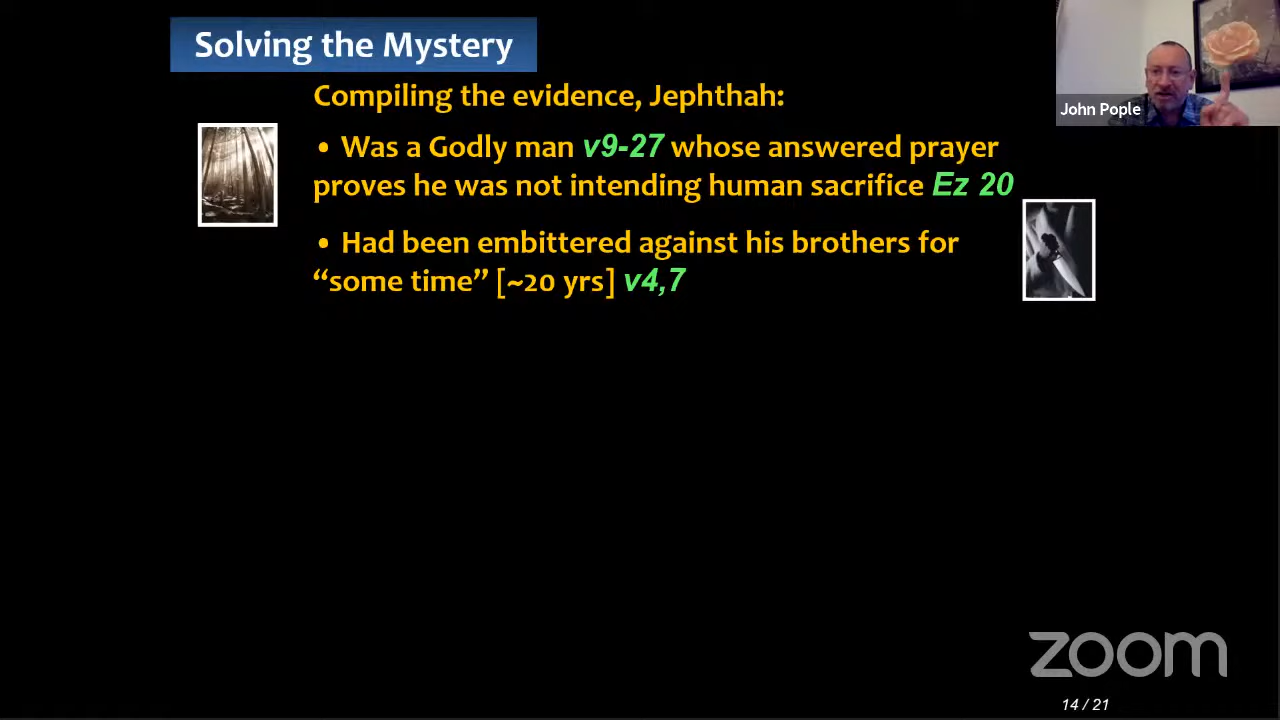 Solving the Mystery
Compiling the evidence, Jephthah:
• Was a Godly man v9-27 whose answered prayer
proves he was not intending human sacrifice Ez 20
• Had been embittered against his brothers for
“some time” [~20 yrs] v4,7
John Pople
zoom
14 / 21